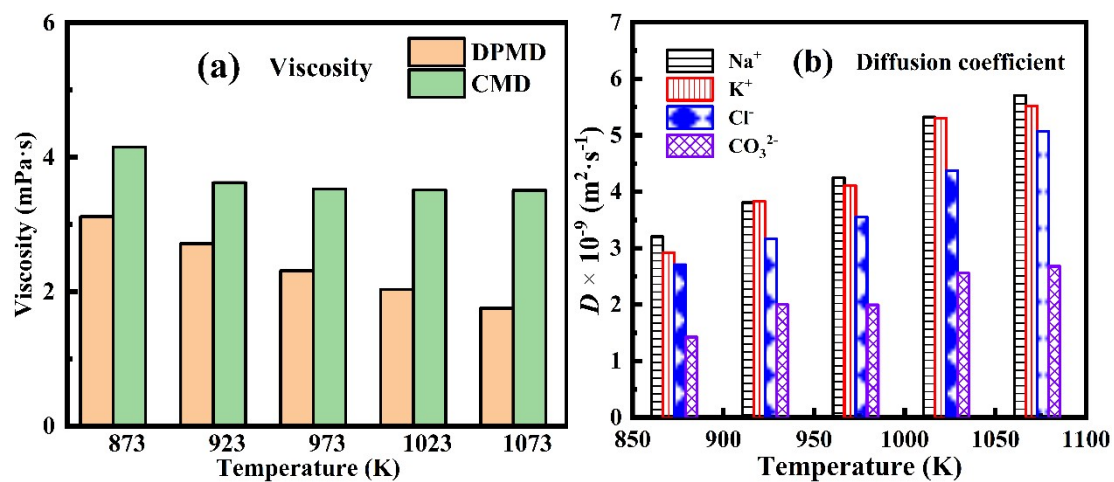 (a) Viscosity
DPMD
CMD
Viscosity (mPa·s)
6
4
2
0
873 923 973 1023 1073
Temperature (K)
(b) Diffusion coefficient
Na⁺
K⁺
Cl⁻
CO₃²⁻
D × 10⁻⁹ (m²·s⁻¹)
7
6
5
4
3
2
1
0
850 900 950 1000 1050 1100
Temperature (K)